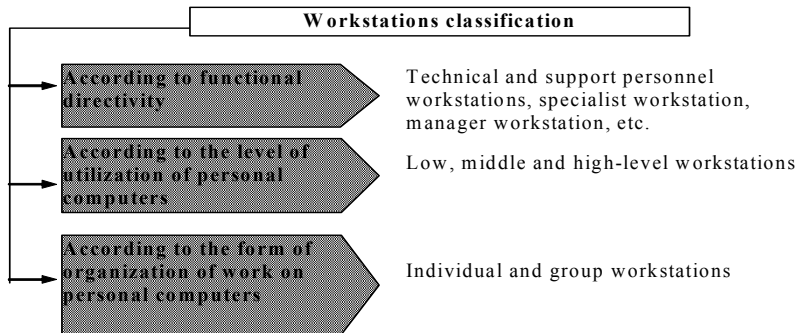 Workstations classification
According to functional
directivity
Technical and support personnel
workstations, specialist workstation,
manager workstation, etc.
According to the level of
utilization of personal
computers
Low, middle and high-level workstations
According to the form of
organization of work on
personal computers
Individual and group workstations